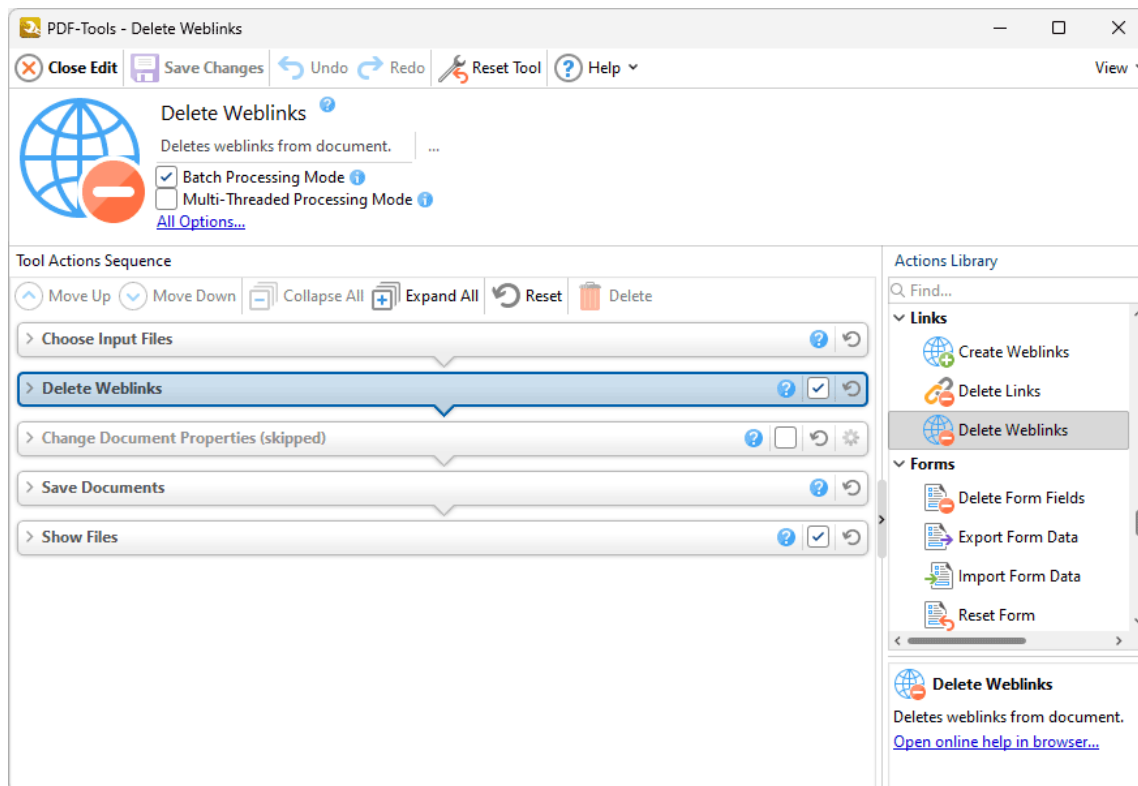 PDF-Tools - Delete Weblinks
Close Edit Save Changes Undo Redo Reset Tool ? Help View
Delete Weblinks ?
Deletes weblinks from document. ...
Batch Processing Mode i
Multi-Threaded Processing Mode i
All Options...
Tool Actions Sequence
Move Up Move Down Collapse All Expand All Reset Delete
Choose Input Files ?
Delete Weblinks ?
Change Document Properties (skipped) ?
Save Documents ?
Show Files ?
Actions Library
Find...
Links
Create Weblinks
Delete Links
Delete Weblinks
Forms
Delete Form Fields
Export Form Data
Import Form Data
Reset Form
Delete Weblinks
Deletes weblinks from document.
Open online help in browser...